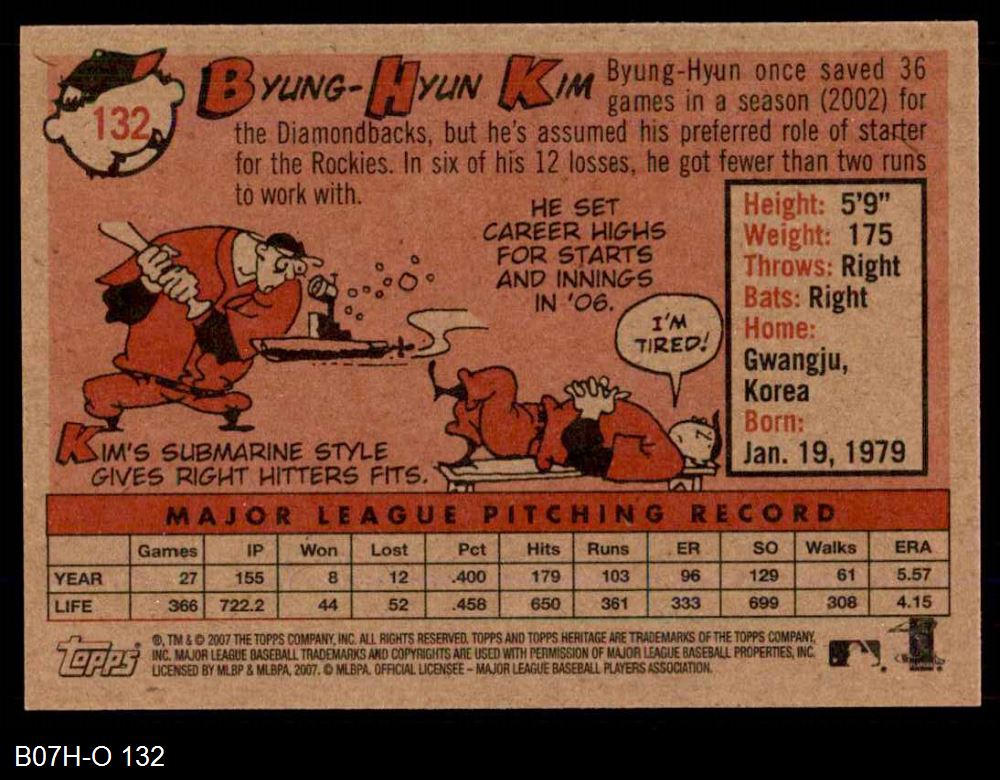 132
BYUNG-HYUN KIM Byung-Hyun once saved 36
games in a season (2002) for
the Diamondbacks, but he's assumed his preferred role of starter
for the Rockies. In six of his 12 losses, he got fewer than two runs
to work with.
HE SET
CAREER HIGHS
FOR STARTS
AND INNINGS
IN '06.
I'M
TIRED!
KIM'S SUBMARINE STYLE
GIVES RIGHT HITTERS FITS.
Height: 5'9"
Weight: 175
Throws: Right
Bats: Right
Home:
Gwangju,
Korea
Born:
Jan. 19, 1979
MAJOR LEAGUE PITCHING RECORD
Games IP Won Lost Pct Hits Runs ER SO Walks ERA
YEAR 27 155 8 12 .400 179 103 96 129 61 5.57
LIFE 366 722.2 44 52 .458 650 361 333 699 308 4.15
Topps
®, TM & © 2007 THE TOPPS COMPANY, INC. ALL RIGHTS RESERVED. TOPPS AND TOPPS HERITAGE ARE TRADEMARKS OF THE TOPPS COMPANY,
INC. MAJOR LEAGUE BASEBALL TRADEMARKS AND COPYRIGHTS ARE USED WITH PERMISSION OF MAJOR LEAGUE BASEBALL PROPERTIES, INC.
LICENSED BY MLBP & MLBPA, 2007. © MLBPA. OFFICIAL LICENSEE – MAJOR LEAGUE BASEBALL PLAYERS ASSOCIATION.
B07H-O 132